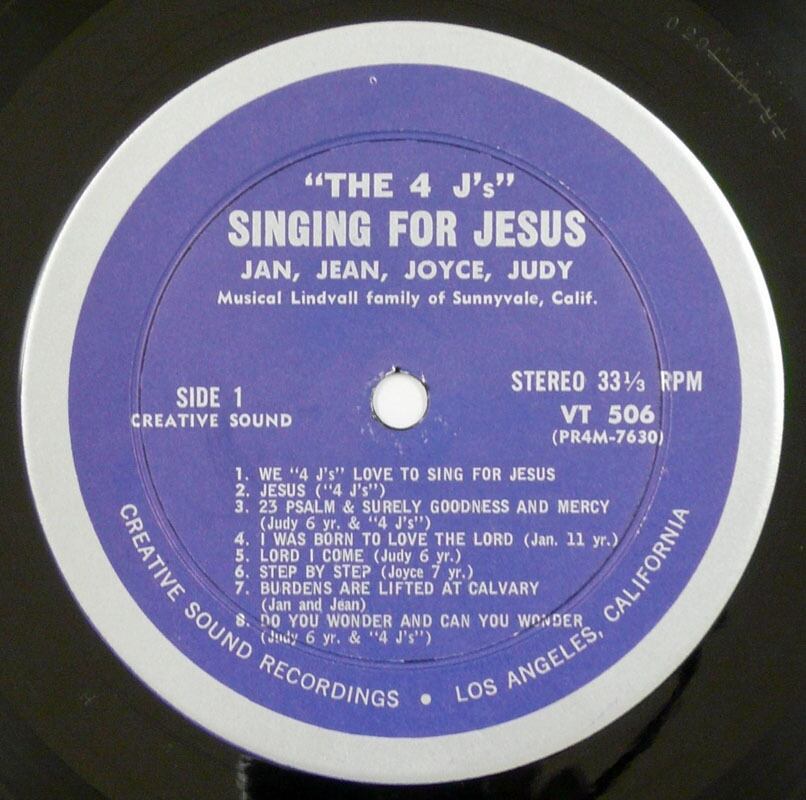 “THE 4 J’s”
SINGING FOR JESUS
JAN, JEAN, JOYCE, JUDY
Musical Lindvall family of Sunnyvale, Calif.
SIDE 1
CREATIVE SOUND
STEREO 33⅓ RPM
VT 506
(PR4M-7630)
1. WE “4 J’s” LOVE TO SING FOR JESUS
2. JESUS (“4 J’s”)
3. 23 PSALM & SURELY GOODNESS AND MERCY
(Judy 6 yr. & “4 J’s”)
4. I WAS BORN TO LOVE THE LORD (Jan. 11 yr.)
5. LORD I COME (Judy 6 yr.)
6. STEP BY STEP (Joyce 7 yr.)
7. BURDENS ARE LIFTED AT CALVARY
(Jan and Jean)
8. DO YOU WONDER AND CAN YOU WONDER
(Judy 6 yr. & “4 J’s”)
CREATIVE SOUND RECORDINGS • LOS ANGELES, CALIFORNIA